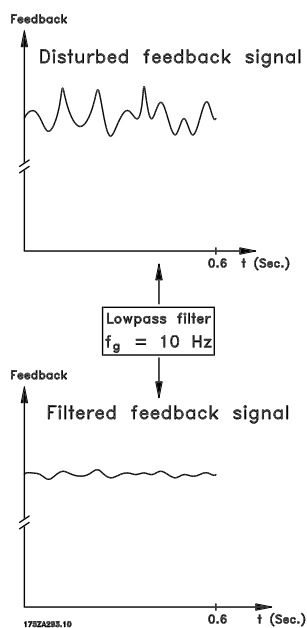 Feedback
Disturbed feedback signal
0.6 t (Sec.)
Lowpass filter
fg = 10 Hz
Feedback
Filtered feedback signal
0.6 t (Sec.)
175ZA293.10